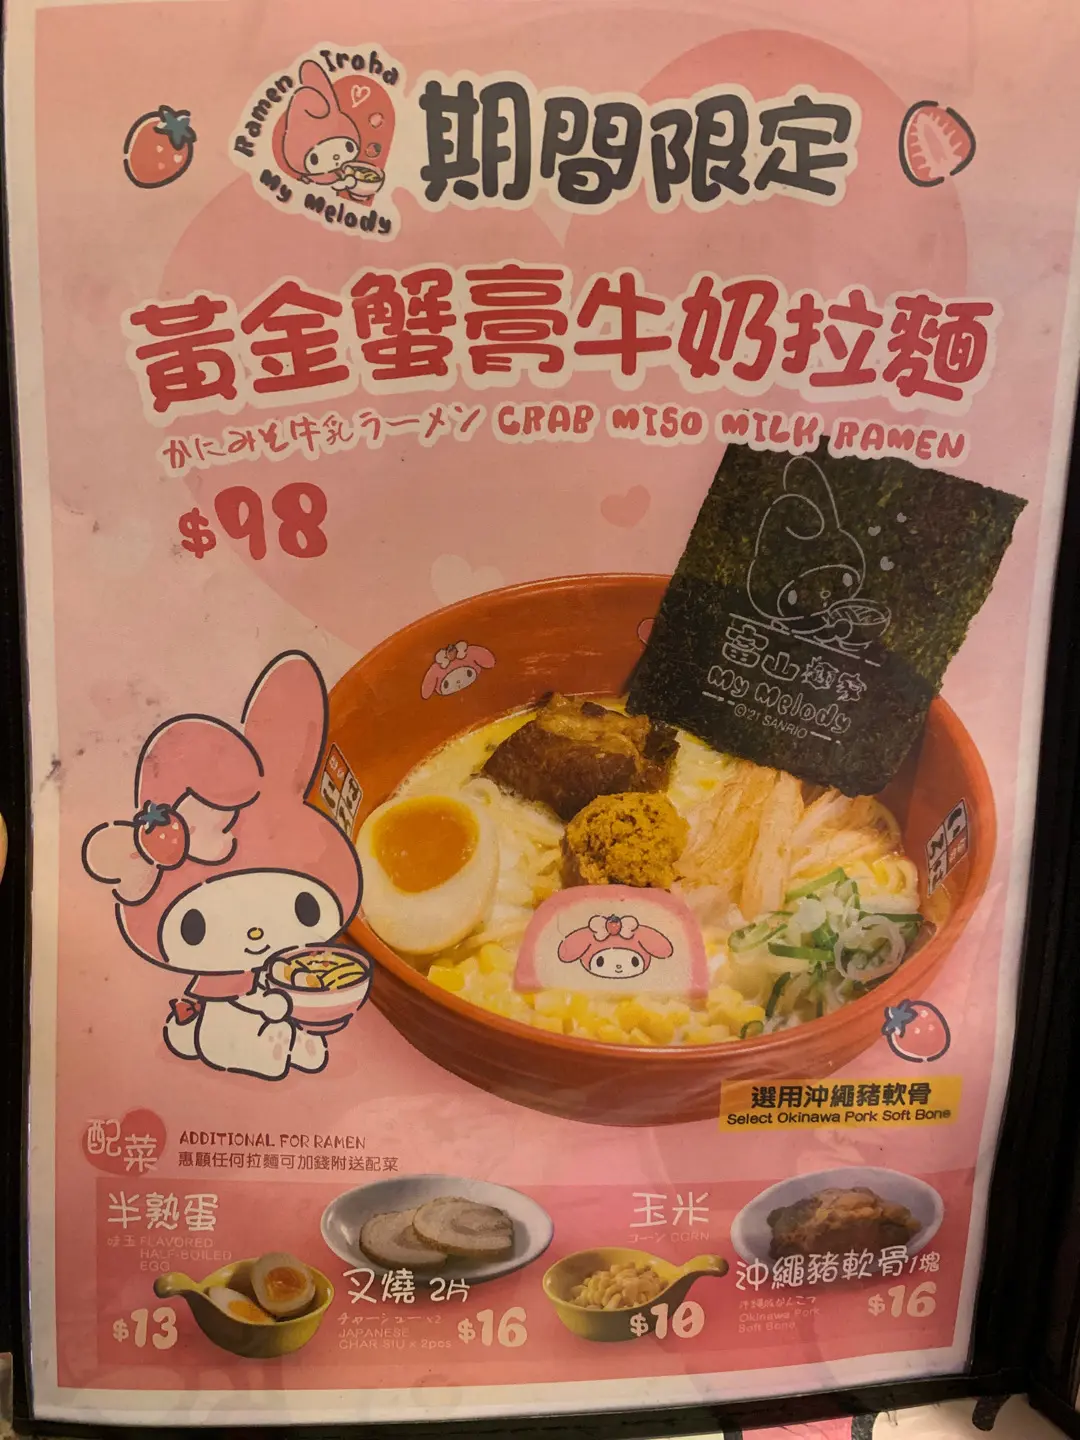 Ramen Iroha
My Melody
期間限定
黃金蟹膏牛奶拉麵
かにみそ牛乳ラーメン CRAB MISO MILK RAMEN
$98
富山麺家
My Melody
©'21 SANRIO
いろは
選用沖繩豬軟骨
Select Okinawa Pork Soft Bone
配菜
ADDITIONAL FOR RAMEN
惠顧任何拉麵可加錢附送配菜
半熟蛋
味玉 FLAVORED
HALF-BOILED
EGG
$13
叉燒 2片
チャーシュー x2
JAPANESE
CHAR SIU x 2pcs
$16
玉米
コーン CORN
$10
沖繩豬軟骨1塊
Okinawa Pork
Soft Bone
$16